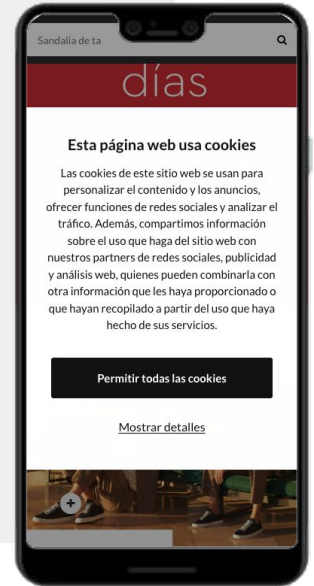 Sandalia de ta
días
Esta página web usa cookies
Las cookies de este sitio web se usan para
personalizar el contenido y los anuncios,
ofrecer funciones de redes sociales y analizar el
tráfico. Además, compartimos información
sobre el uso que haga del sitio web con
nuestros partners de redes sociales, publicidad
y análisis web, quienes pueden combinarla con
otra información que les haya proporcionado o
que hayan recopilado a partir del uso que haya
hecho de sus servicios.
Permitir todas las cookies
Mostrar detalles